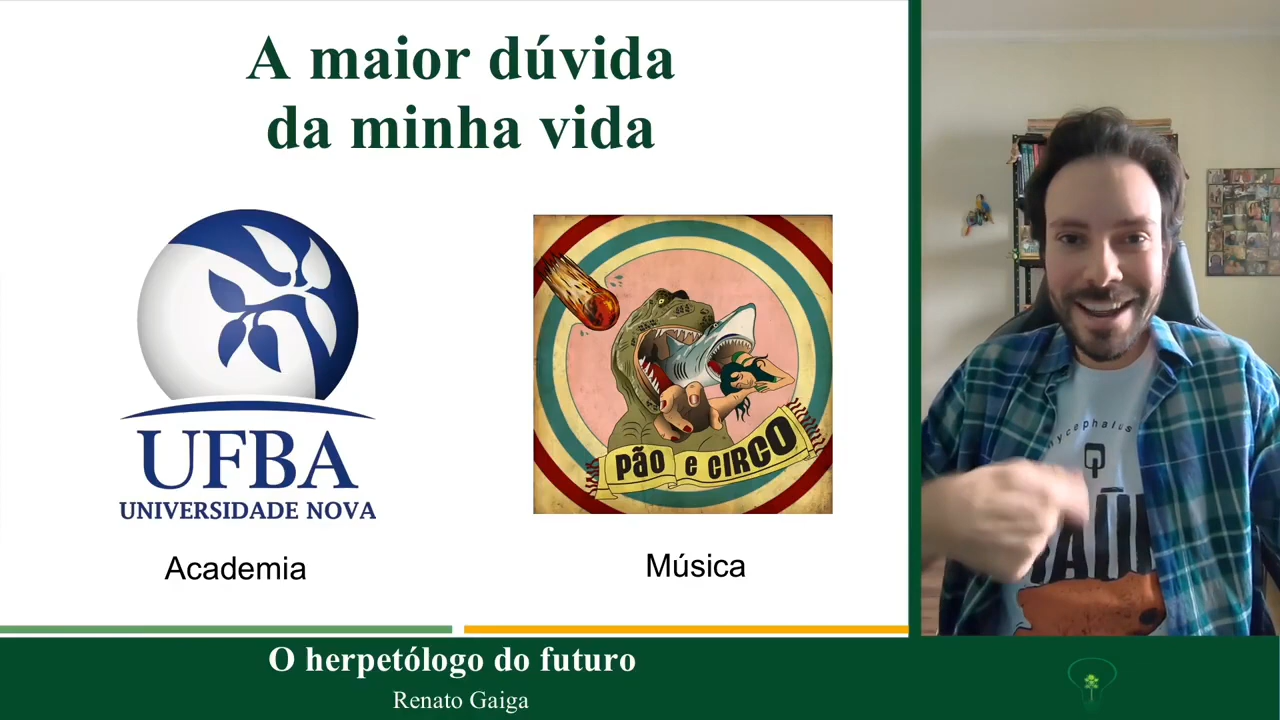 A maior dúvida
da minha vida
UFBA
UNIVERSIDADE NOVA
PÃO E CIRCO
Academia
Música
O herpetólogo do futuro
Renato Gaiga